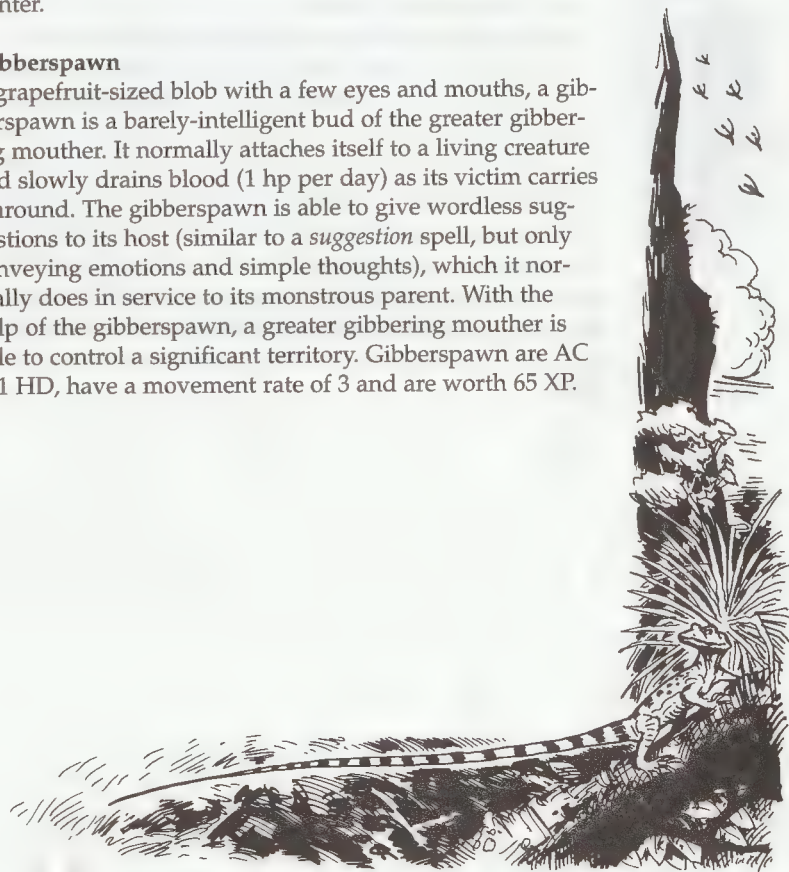 nter.
bberspawn
grapefruit-sized blob with a few eyes and mouths, a gib-
rspawn is a barely-intelligent bud of the greater gibber-
g mouther. It normally attaches itself to a living creature
d slowly drains blood (1 hp per day) as its victim carries
around. The gibberspawn is able to give wordless sug-
stions to its host (similar to a suggestion spell, but only
nveying emotions and simple thoughts), which it nor-
ally does in service to its monstrous parent. With the
lp of the gibberspawn, a greater gibbering mouther is
le to control a significant territory. Gibberspawn are AC
1 HD, have a movement rate of 3 and are worth 65 XP.